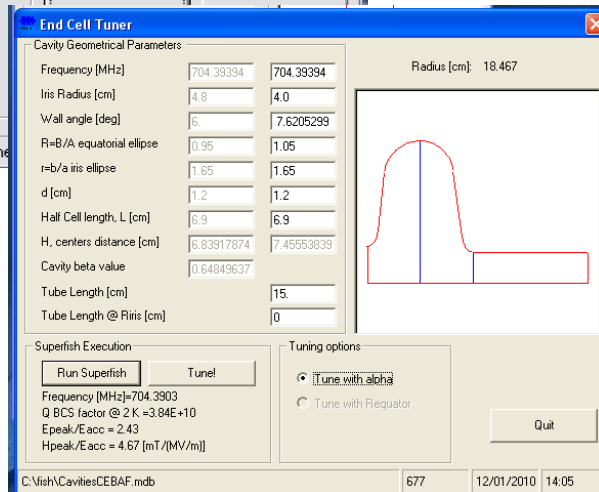 End Cell Tuner
Cavity Geometrical Parameters
Frequency [MHz] 704.39394 704.39394
Iris Radius [cm] 4.8 4.0
Wall angle [deg] 6. 7.6205299
R=B/A equatorial ellipse 0.95 1.05
r=b/a iris ellipse 1.65 1.65
d [cm] 1.2 1.2
Half Cell length, L [cm] 6.9 6.9
H, centers distance [cm] 6.83917874 7.45553839
Cavity beta value 0.64849637
Tube Length [cm] 15.
Tube Length @ Riris [cm] 0
Radius [cm]: 18.467
Superfish Execution
Run Superfish Tune!
Frequency [MHz]=704.3903
Q BCS factor @ 2 K =3.84E+10
Epeak/Eacc = 2.43
Hpeak/Eacc = 4.67 [mT/(MV/m)]
Tuning options
Tune with alpha
Tune with Requator
Quit
C:\fish\CavitiesCEBAF.mdb 677 12/01/2010 14:05